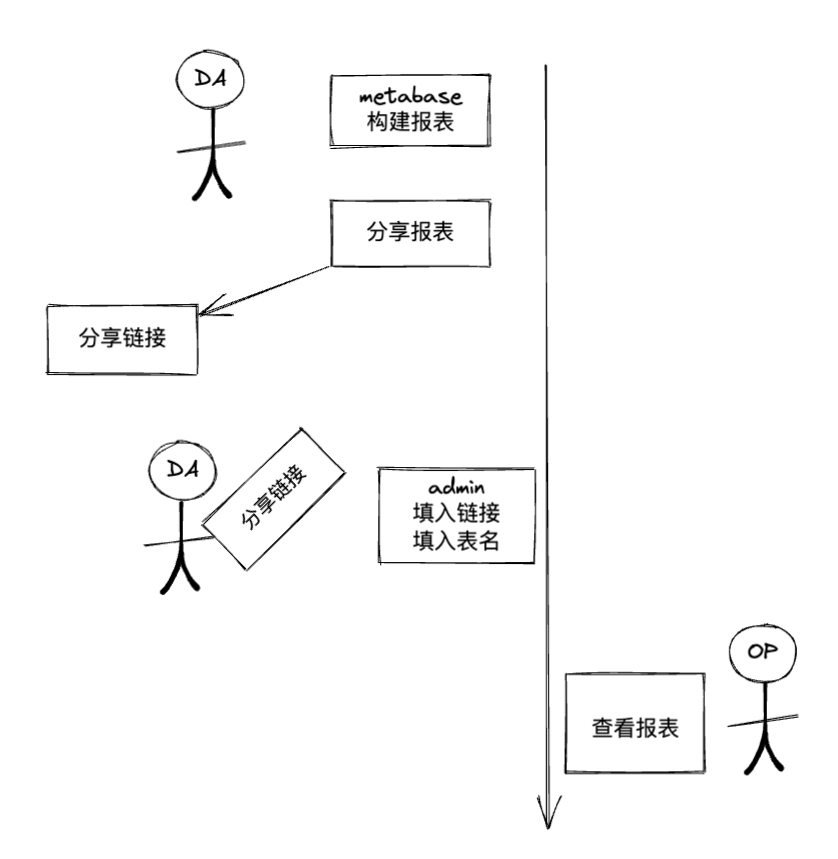 DA
metabase
构建报表
分享报表
分享链接
DA
分享链接
admin
填入链接
填入表名
OP
查看报表